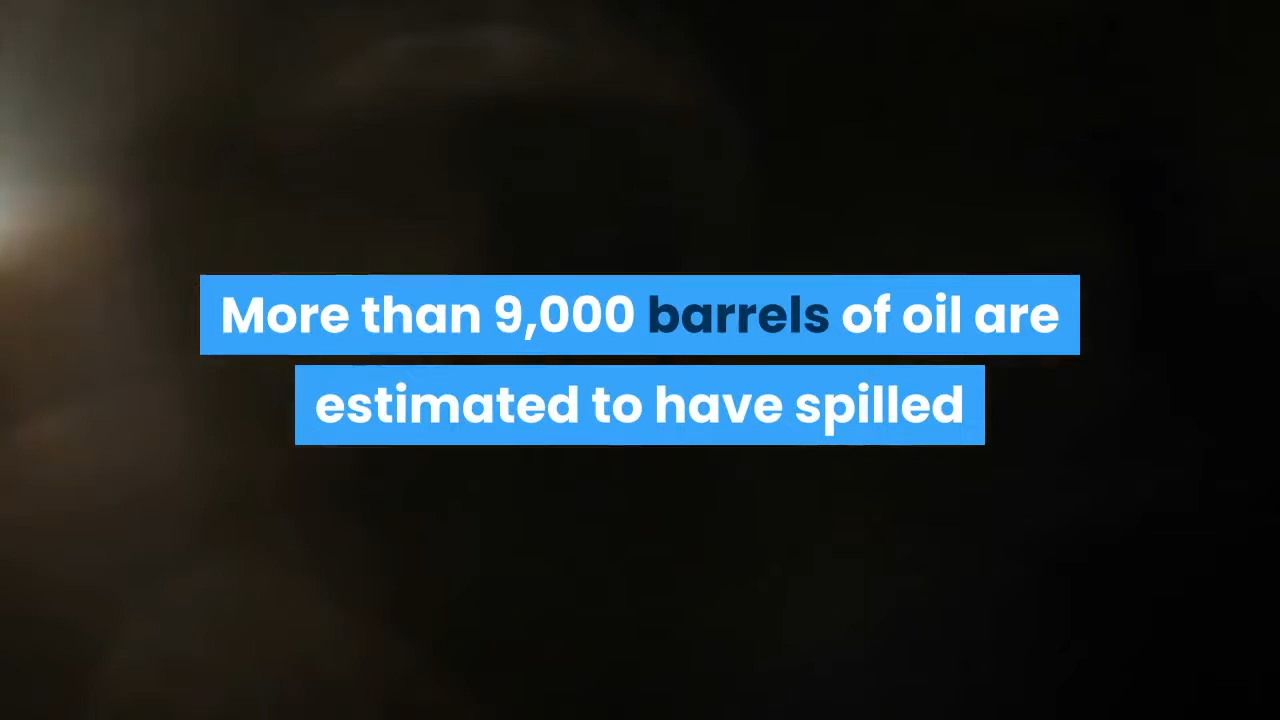 More than 9,000 barrels of oil are
estimated to have spilled